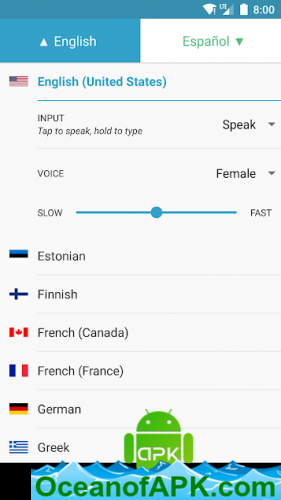 LTE 8:00
▲ English Español ▼
English (United States)
INPUT
Tap to speak, hold to type
Speak
VOICE
Female
SLOW FAST
Estonian
Finnish
French (Canada)
French (France)
German
Greek
APK
OceanofAPK.com